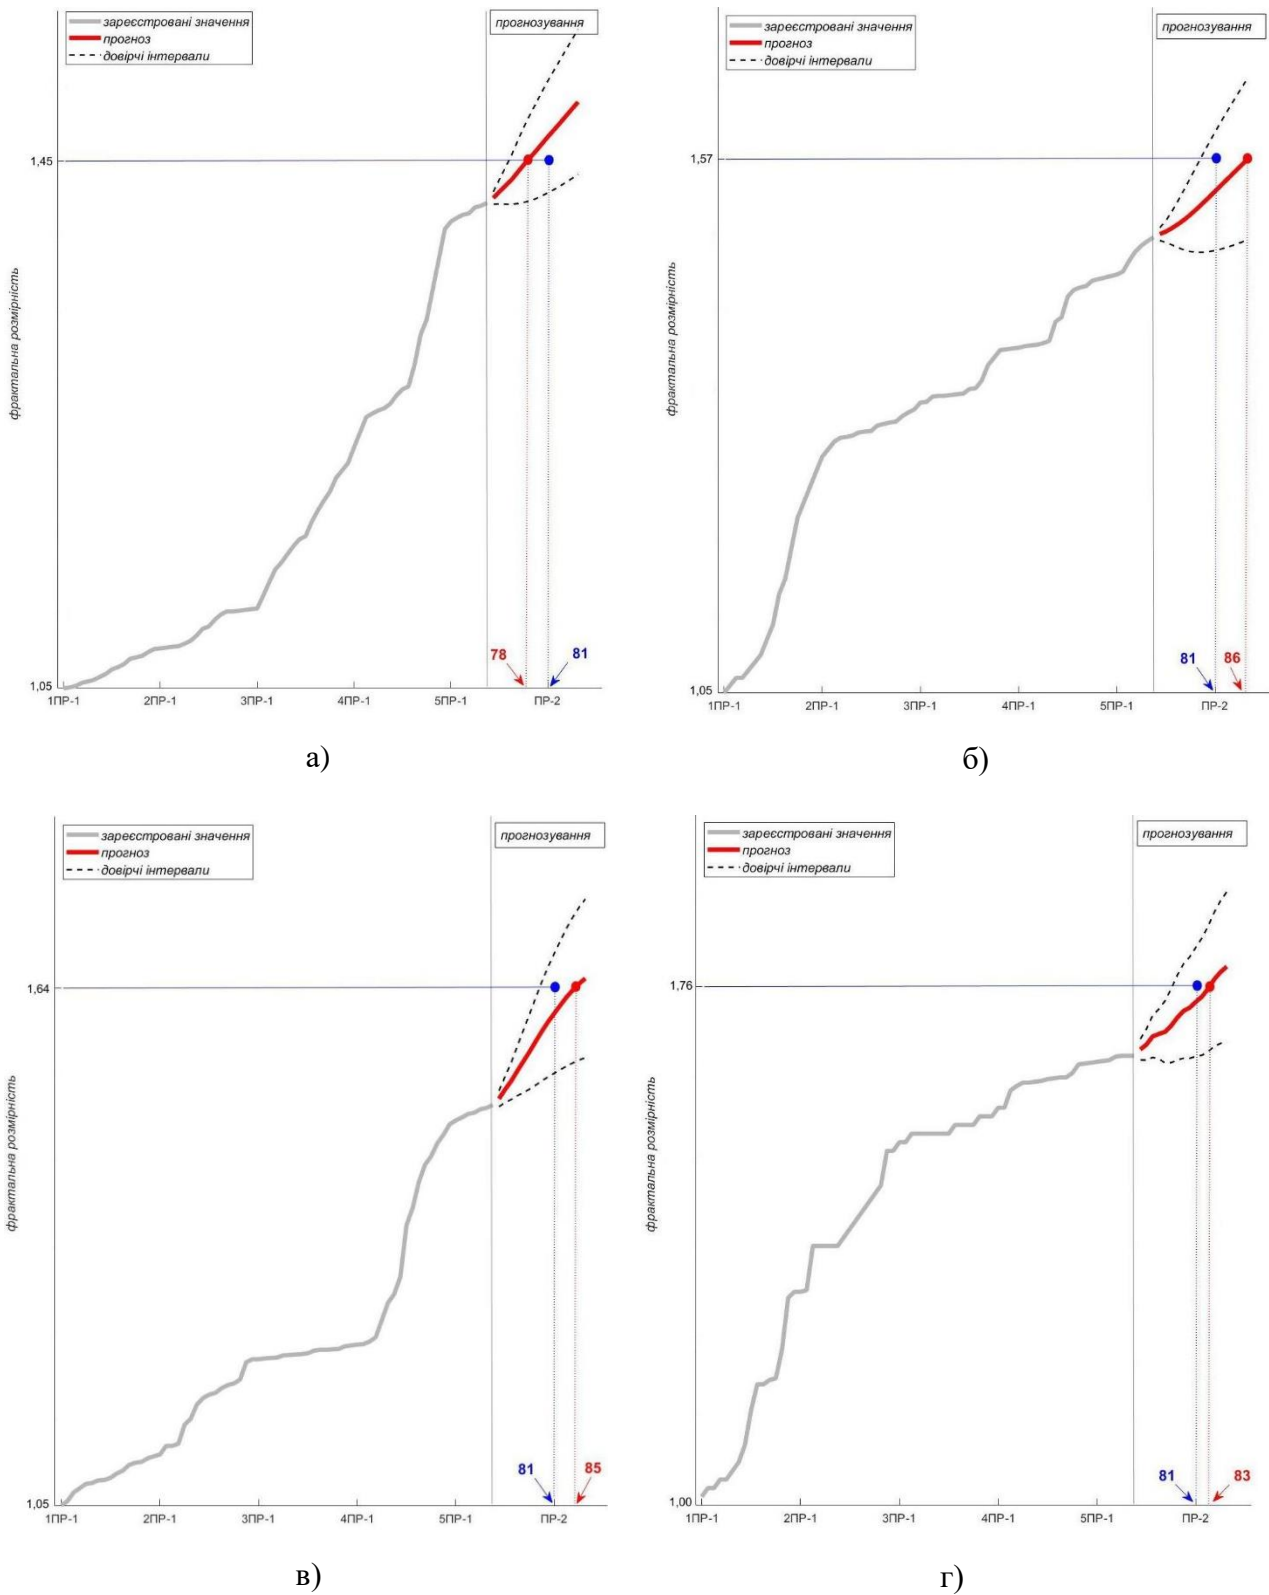 зареєстровані значення
прогноз
довірчі інтервали
прогнозування
1,45
фрактальна розмірність
78
81
1,05
1ПР-1
2ПР-1
3ПР-1
4ПР-1
5ПР-1
ПР-2
а)
зареєстровані значення
прогноз
довірчі інтервали
прогнозування
1,57
фрактальна розмірність
81
86
1,05
1ПР-1
2ПР-1
3ПР-1
4ПР-1
5ПР-1
ПР-2
б)
зареєстровані значення
прогноз
довірчі інтервали
прогнозування
1,64
фрактальна розмірність
81
85
1,05
1ПР-1
2ПР-1
3ПР-1
4ПР-1
5ПР-1
ПР-2
в)
зареєстровані значення
прогноз
довірчі інтервали
прогнозування
1,76
фрактальна розмірність
81
83
1,00
1ПР-1
2ПР-1
3ПР-1
4ПР-1
5ПР-1
ПР-2
г)